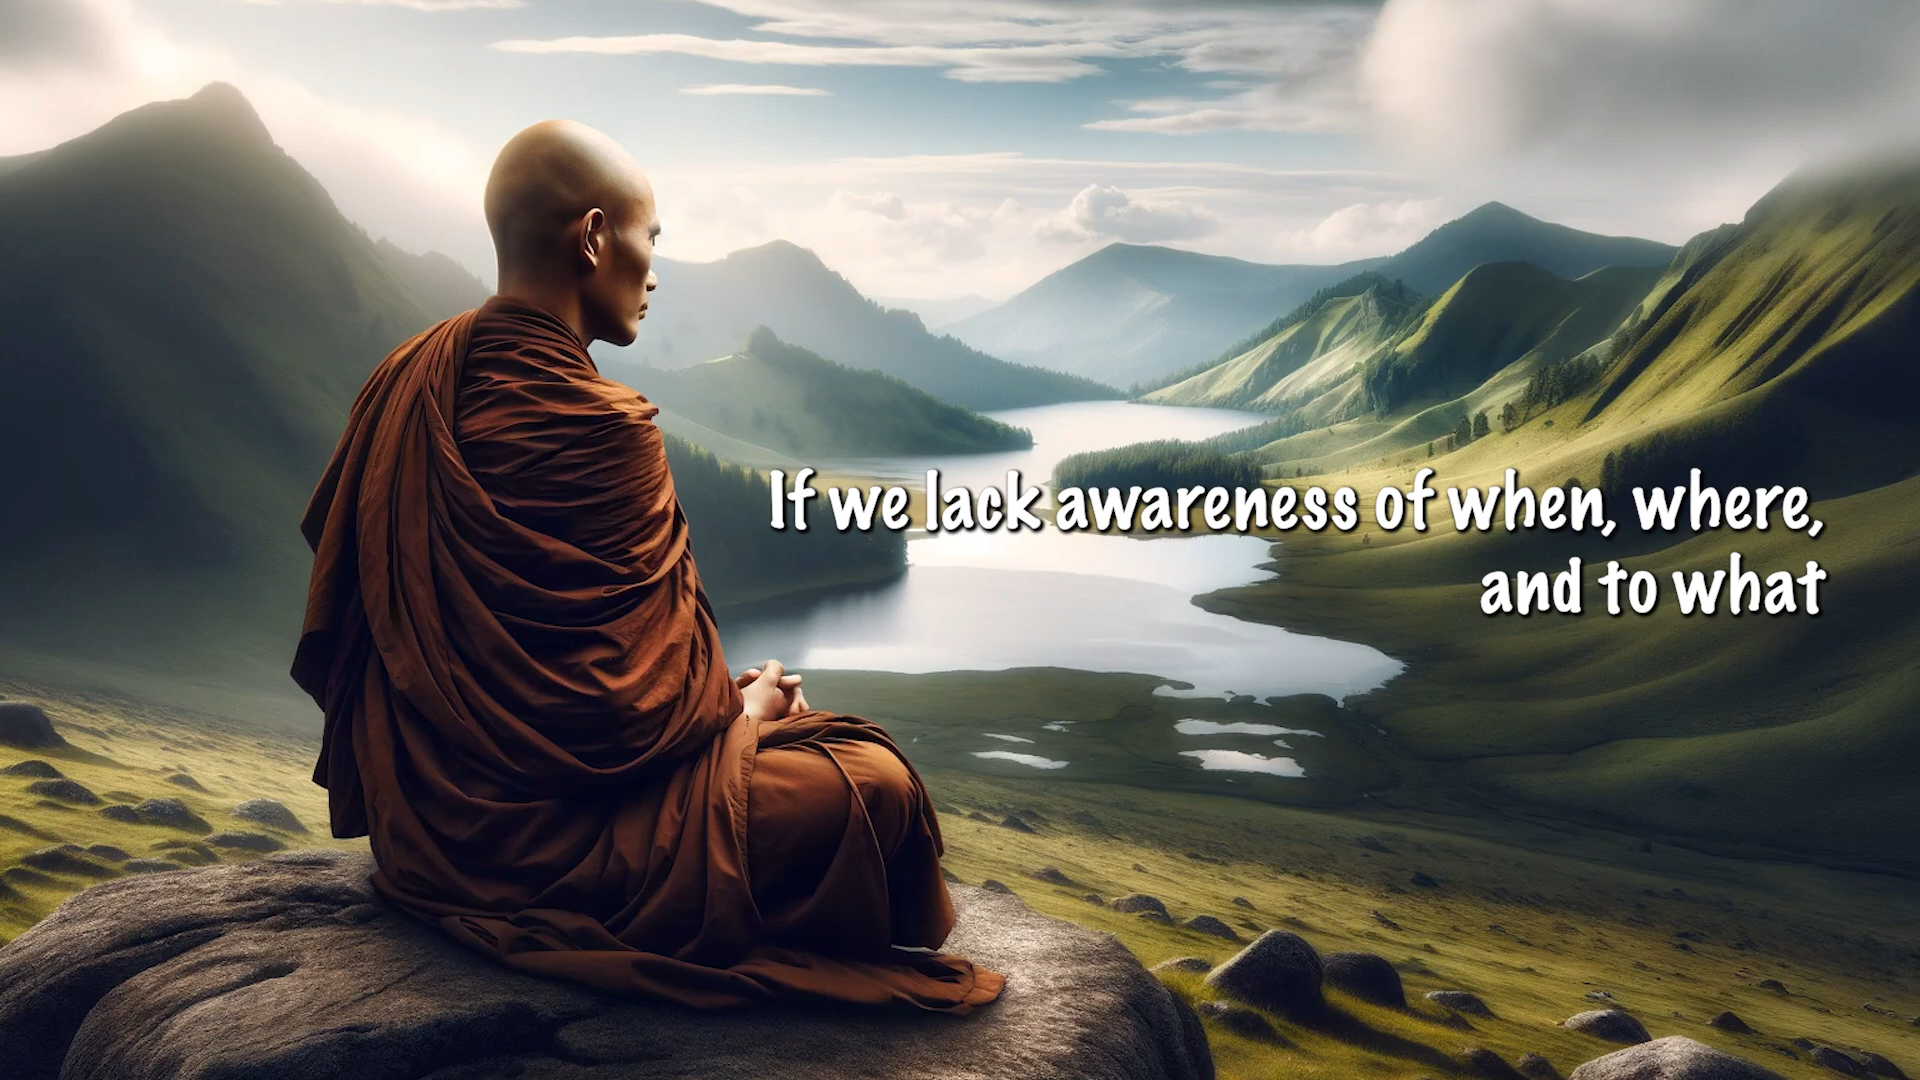 If we lack awareness of when, where,
and to what